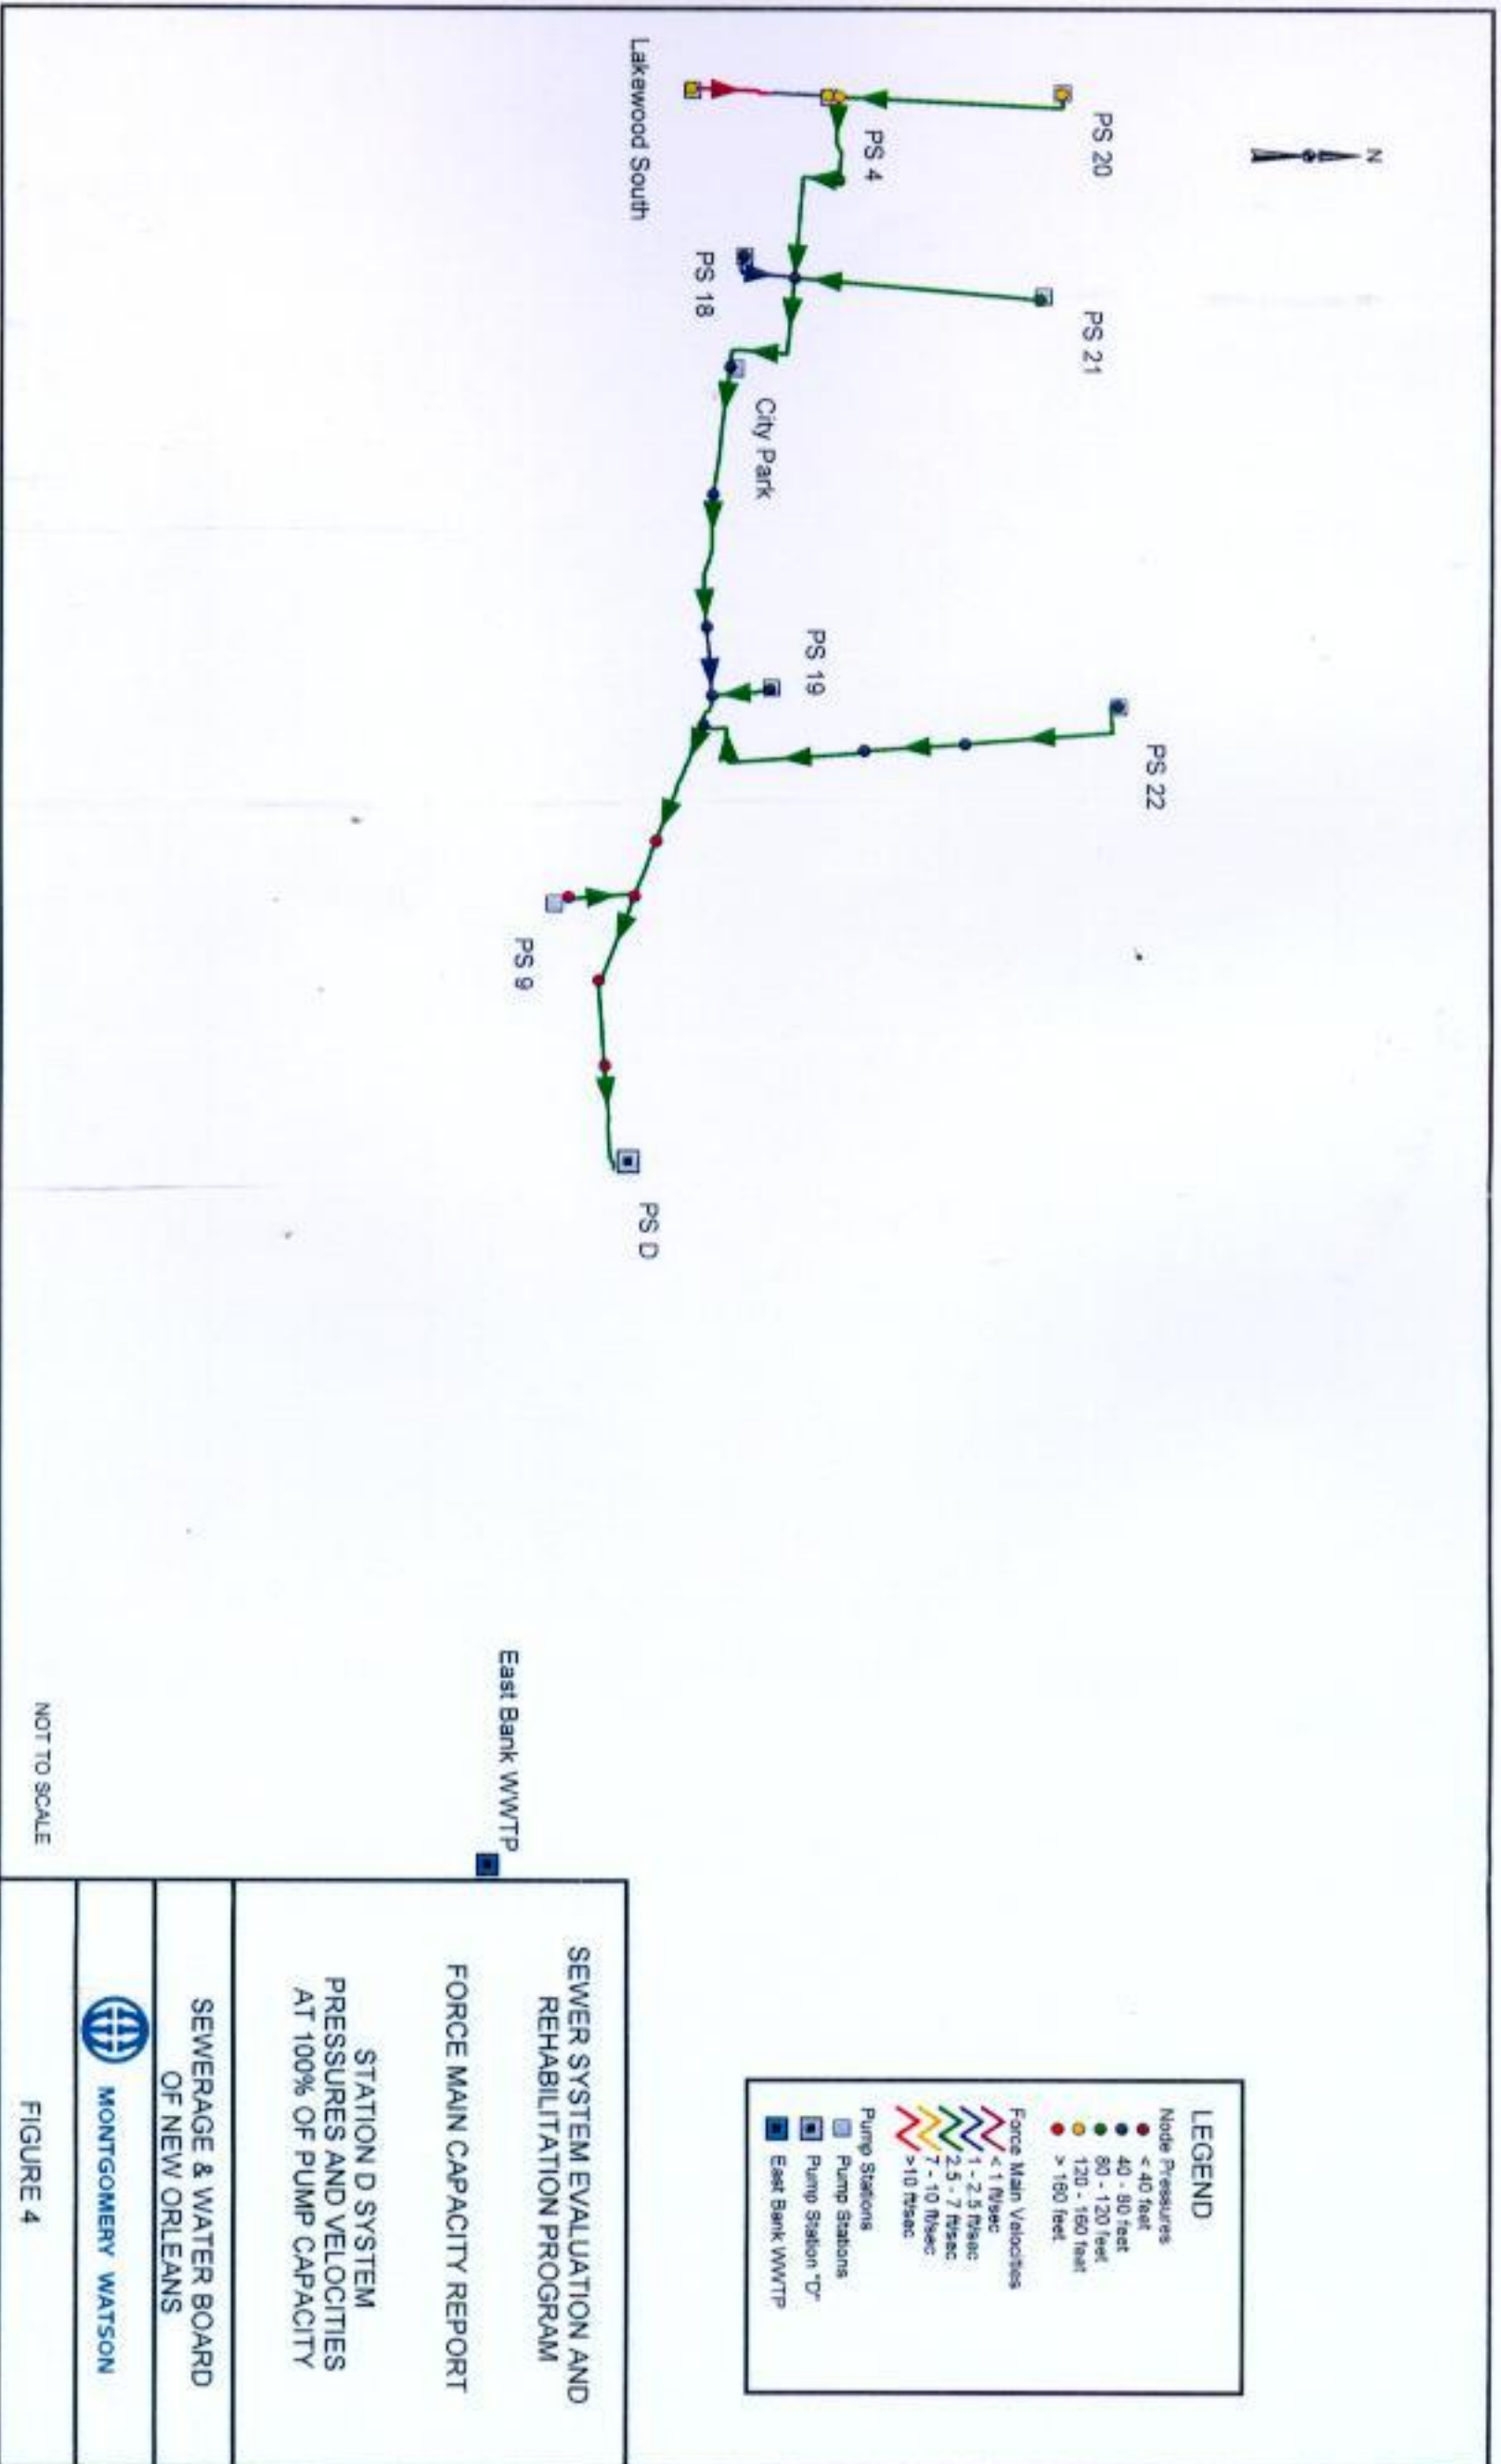 N
PS 20
PS 4
Lakewood South
PS 21
PS 18
City Park
PS 22
PS 19
PS 9
PS D
East Bank WWTP
NOT TO SCALE
LEGEND
Node Pressures
< 40 feet
40 - 80 feet
80 - 120 feet
120 - 160 feet
> 160 feet
Force Main Velocities
< 1 ft/sec
1 - 2.5 ft/sec
2.5 - 7 ft/sec
7 - 10 ft/sec
>10 ft/sec
Pump Stations
Pump Stations
Pump Station "D"
East Bank WWTP
SEWER SYSTEM EVALUATION AND
REHABILITATION PROGRAM
FORCE MAIN CAPACITY REPORT
STATION D SYSTEM
PRESSURES AND VELOCITIES
AT 100% OF PUMP CAPACITY
SEWERAGE & WATER BOARD
OF NEW ORLEANS
MONTGOMERY WATSON
FIGURE 4